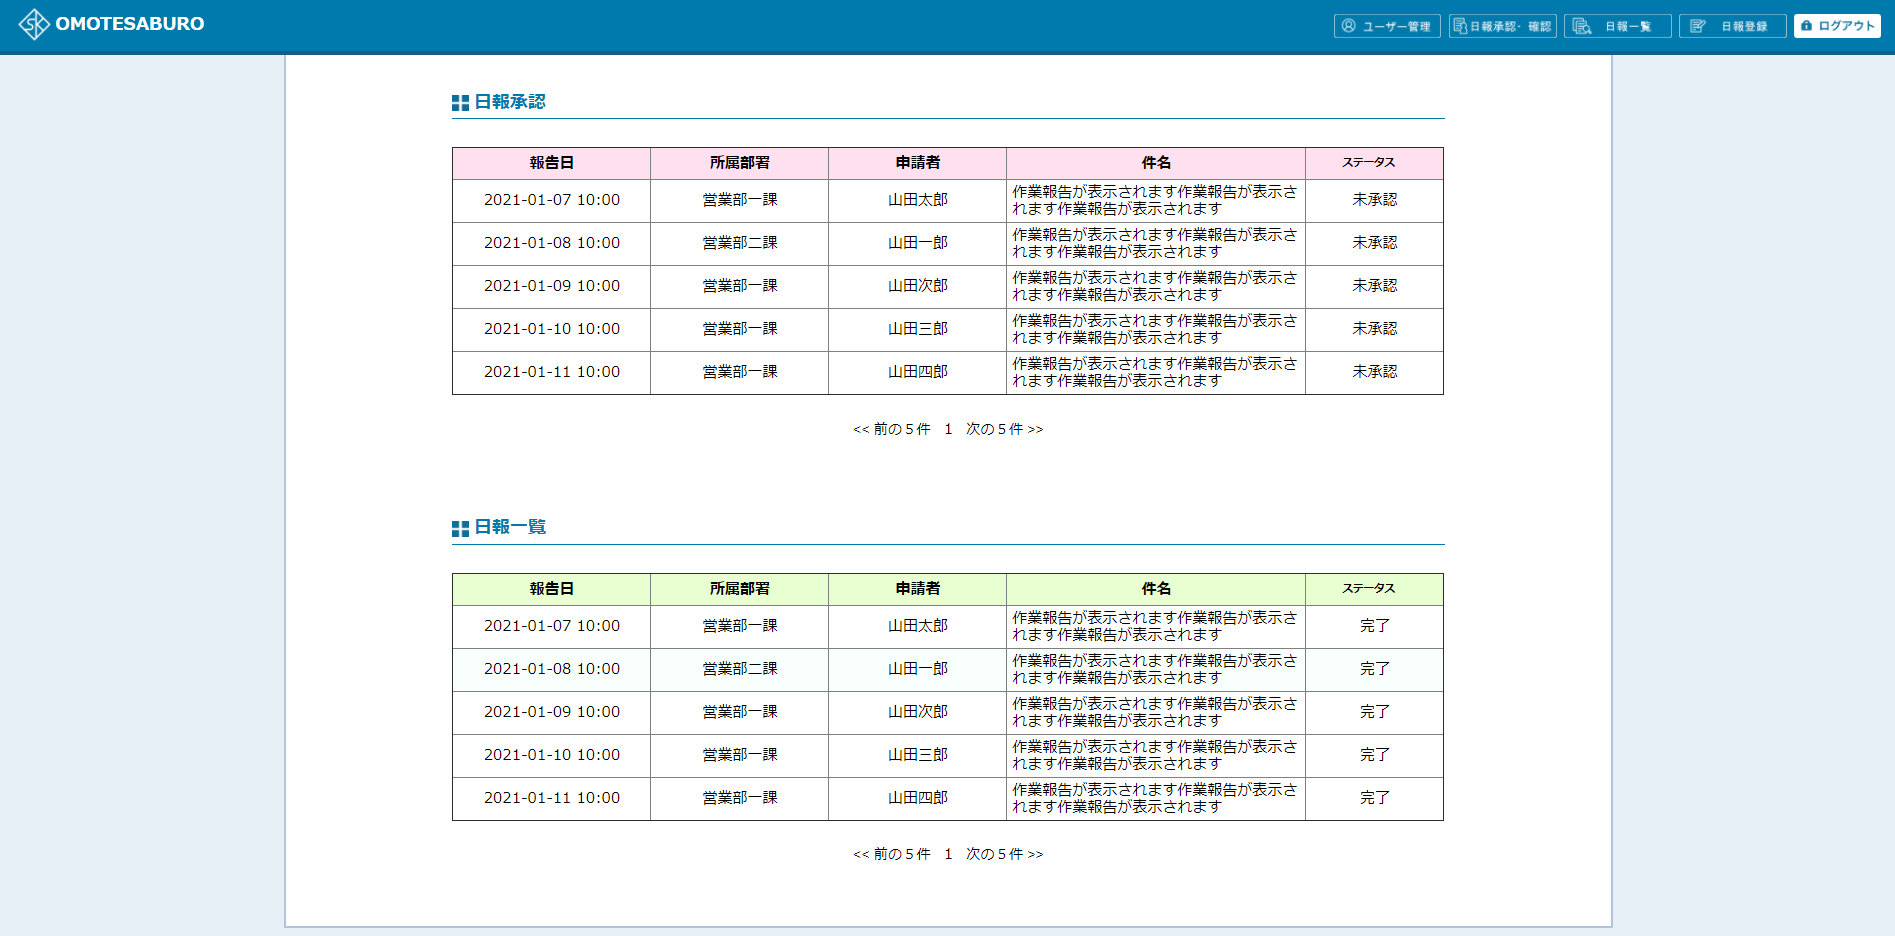 OMOTESABURO
ユーザー管理 日報承認・確認 日報一覧 日報登録 ログアウト
日報承認
報告日 所属部署 申請者 件名 ステータス
2021-01-07 10:00 営業部一課 山田太郎 作業報告が表示されます作業報告が表示さ
れます作業報告が表示されます 未承認
2021-01-08 10:00 営業部二課 山田一郎 作業報告が表示されます作業報告が表示さ
れます作業報告が表示されます 未承認
2021-01-09 10:00 営業部一課 山田次郎 作業報告が表示されます作業報告が表示さ
れます作業報告が表示されます 未承認
2021-01-10 10:00 営業部一課 山田三郎 作業報告が表示されます作業報告が表示さ
れます作業報告が表示されます 未承認
2021-01-11 10:00 営業部一課 山田四郎 作業報告が表示されます作業報告が表示さ
れます作業報告が表示されます 未承認
<< 前の５件 1 次の５件 >>
日報一覧
報告日 所属部署 申請者 件名 ステータス
2021-01-07 10:00 営業部一課 山田太郎 作業報告が表示されます作業報告が表示さ
れます作業報告が表示されます 完了
2021-01-08 10:00 営業部二課 山田一郎 作業報告が表示されます作業報告が表示さ
れます作業報告が表示されます 完了
2021-01-09 10:00 営業部一課 山田次郎 作業報告が表示されます作業報告が表示さ
れます作業報告が表示されます 完了
2021-01-10 10:00 営業部一課 山田三郎 作業報告が表示されます作業報告が表示さ
れます作業報告が表示されます 完了
2021-01-11 10:00 営業部一課 山田四郎 作業報告が表示されます作業報告が表示さ
れます作業報告が表示されます 完了
<< 前の５件 1 次の５件 >>